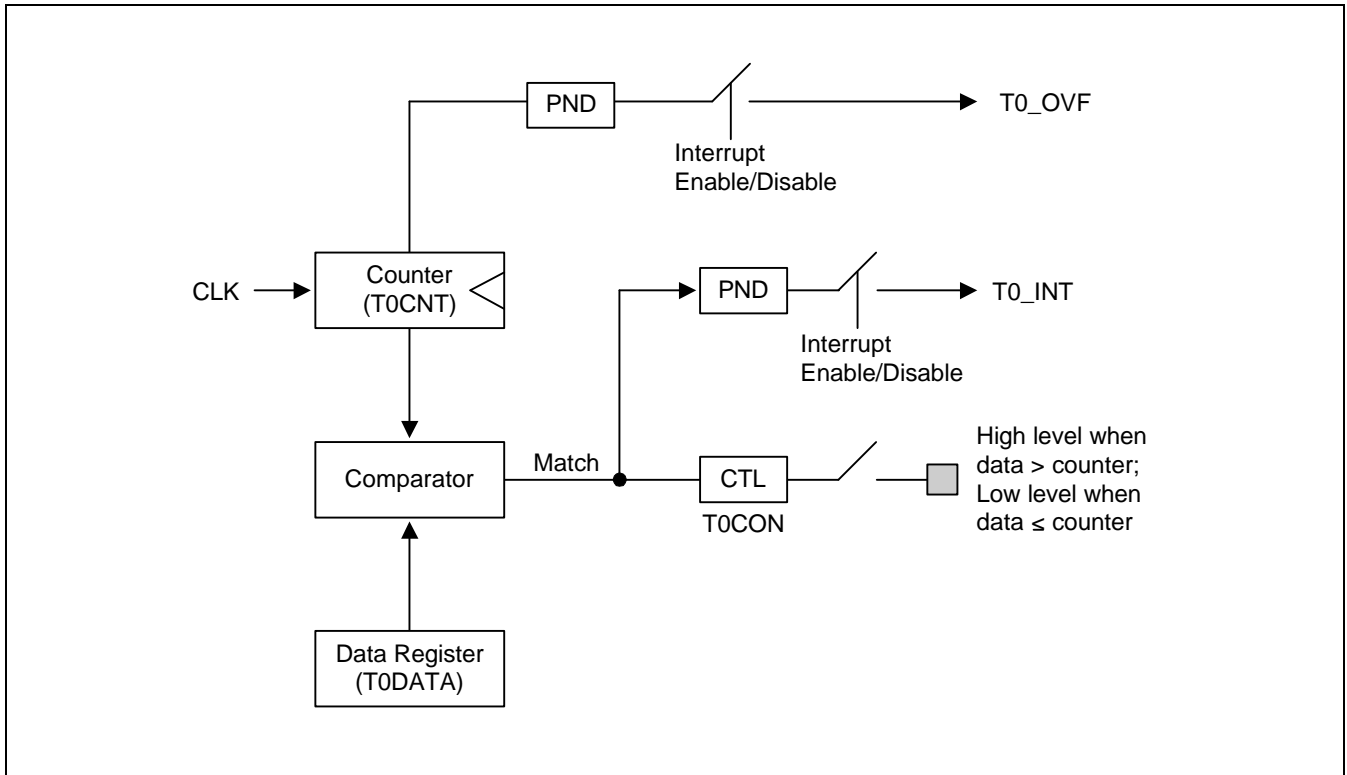 PND
T0_OVF
Interrupt
Enable/Disable
CLK
Counter
(T0CNT)
PND
T0_INT
Interrupt
Enable/Disable
Comparator
Match
CTL
T0CON
High level when
data > counter;
Low level when
data ≤ counter
Data Register
(T0DATA)